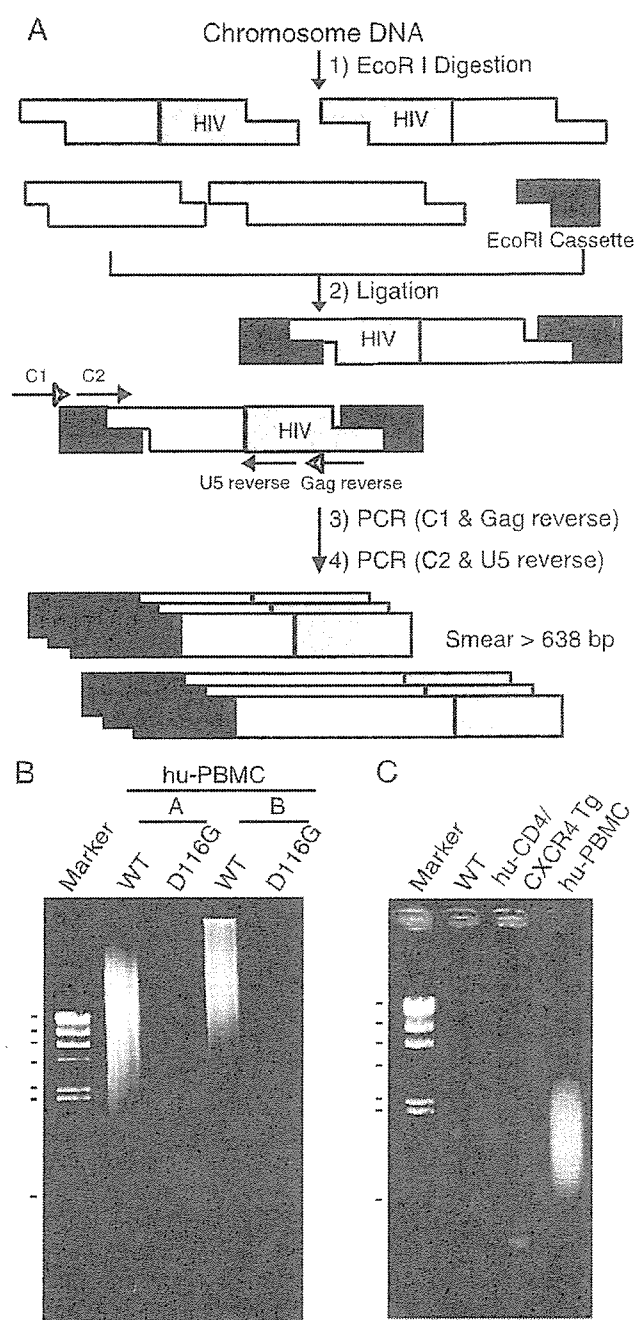 A
Chromosome DNA
1) EcoR I Digestion
HIV
HIV
EcoRI Cassette
2) Ligation
HIV
C1
C2
HIV
U5 reverse
Gag reverse
3) PCR (C1 & Gag reverse)
4) PCR (C2 & U5 reverse)
Smear > 638 bp
B
hu-PBMC
A
B
Marker
WT
D116G
WT
D116G
C
Marker
WT
hu-CD4/
CXCR4 Tg
hu-PBMC